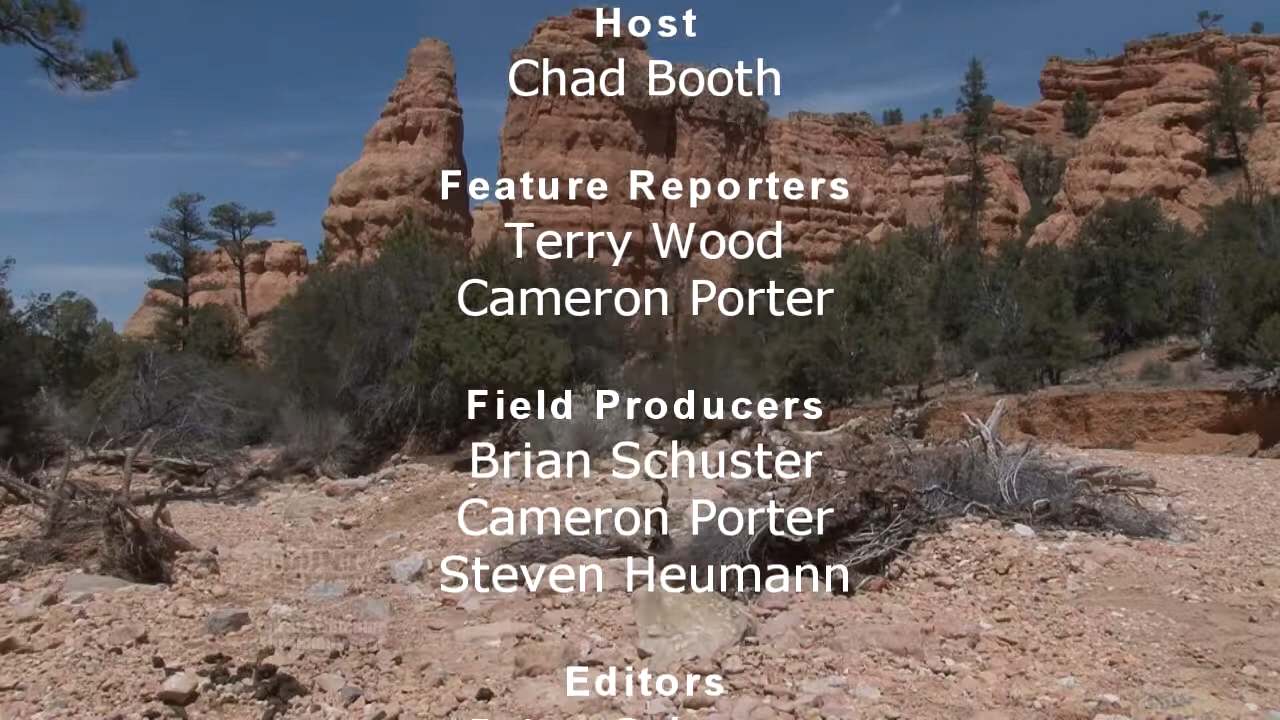 Host
Chad Booth
Feature Reporters
Terry Wood
Cameron Porter
Field Producers
Brian Schuster
Cameron Porter
Steven Heumann
Editors